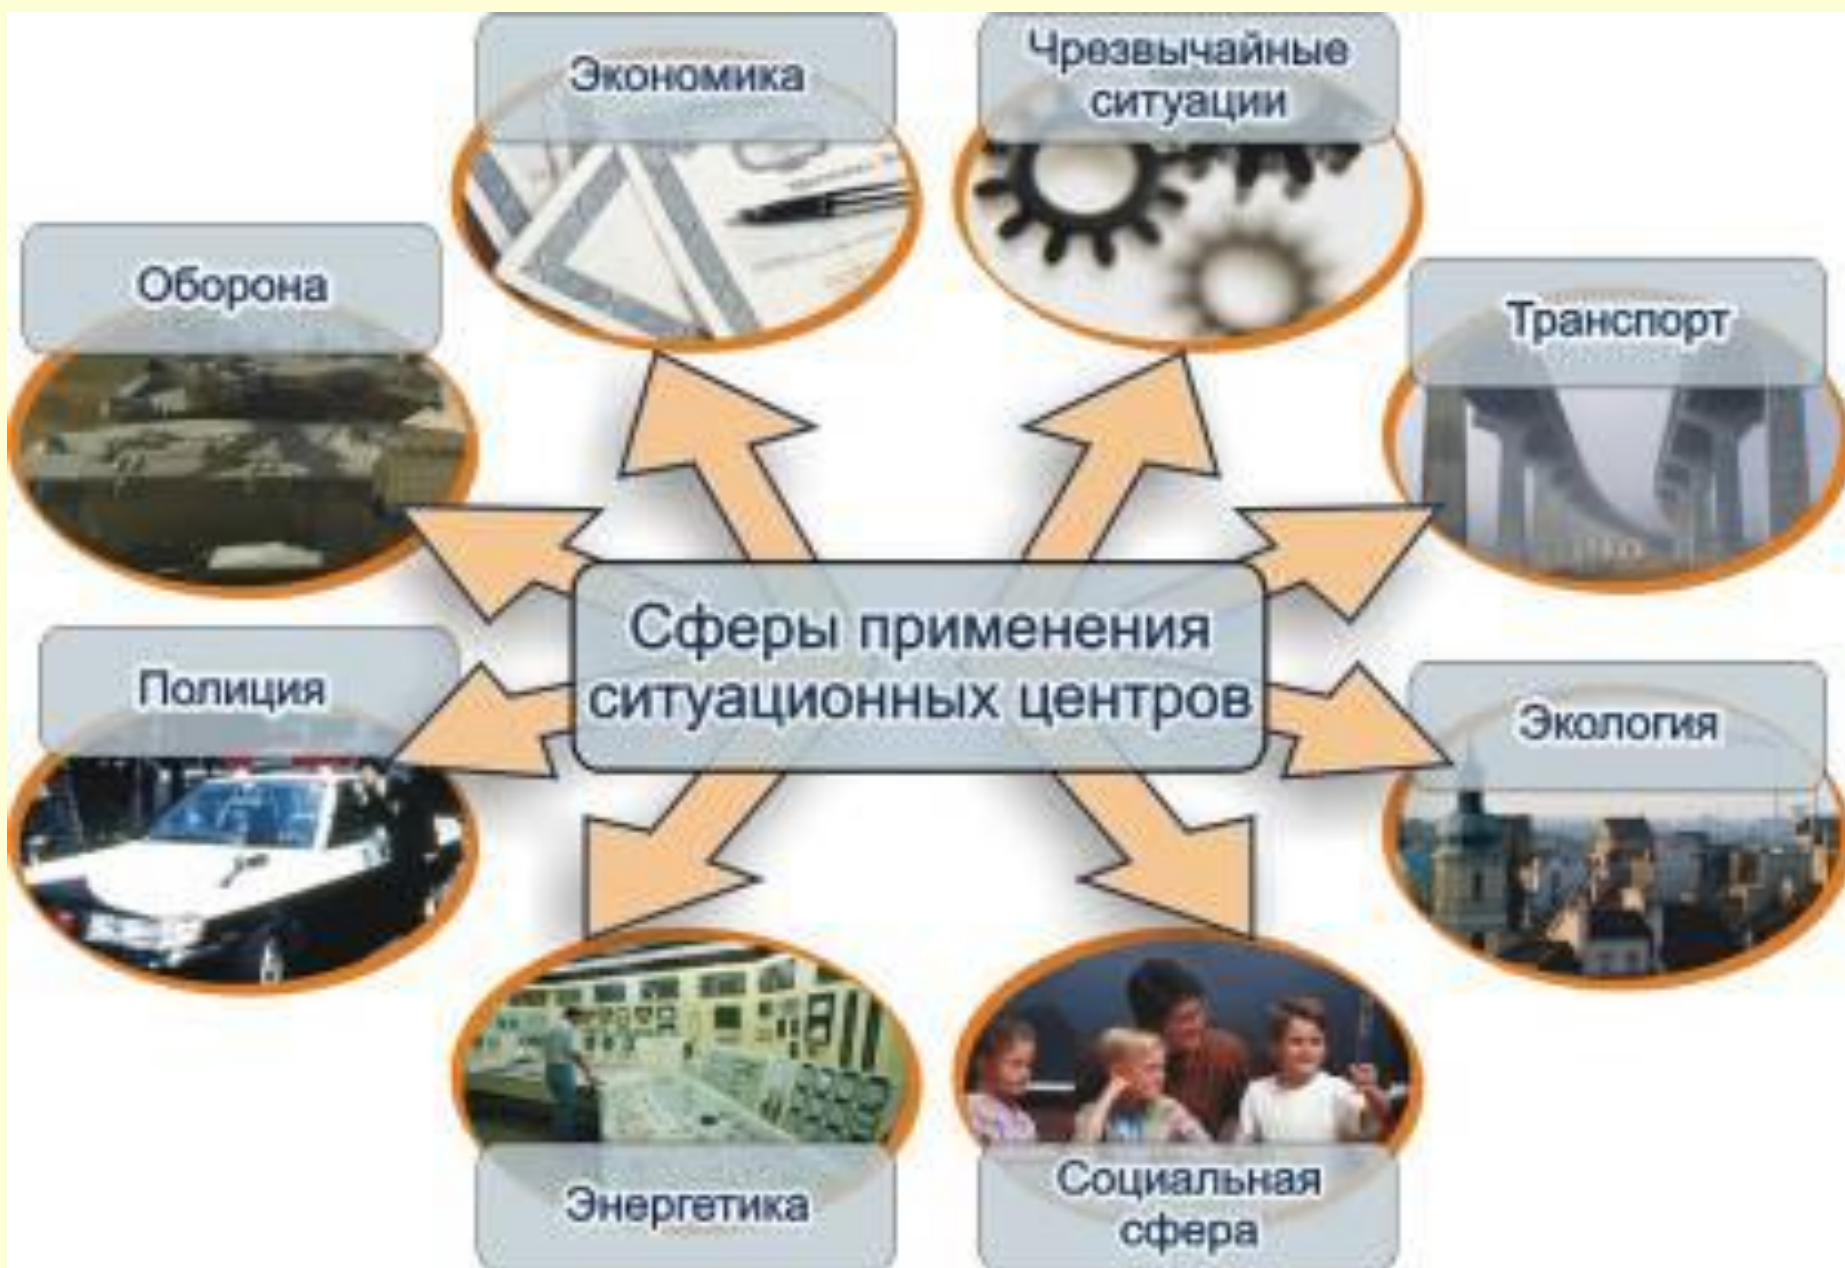 Экономика
Чрезвычайные
ситуации
Оборона
Транспорт
Сферы применения
ситуационных центров
Полиция
Экология
Энергетика
Социальная
сфера